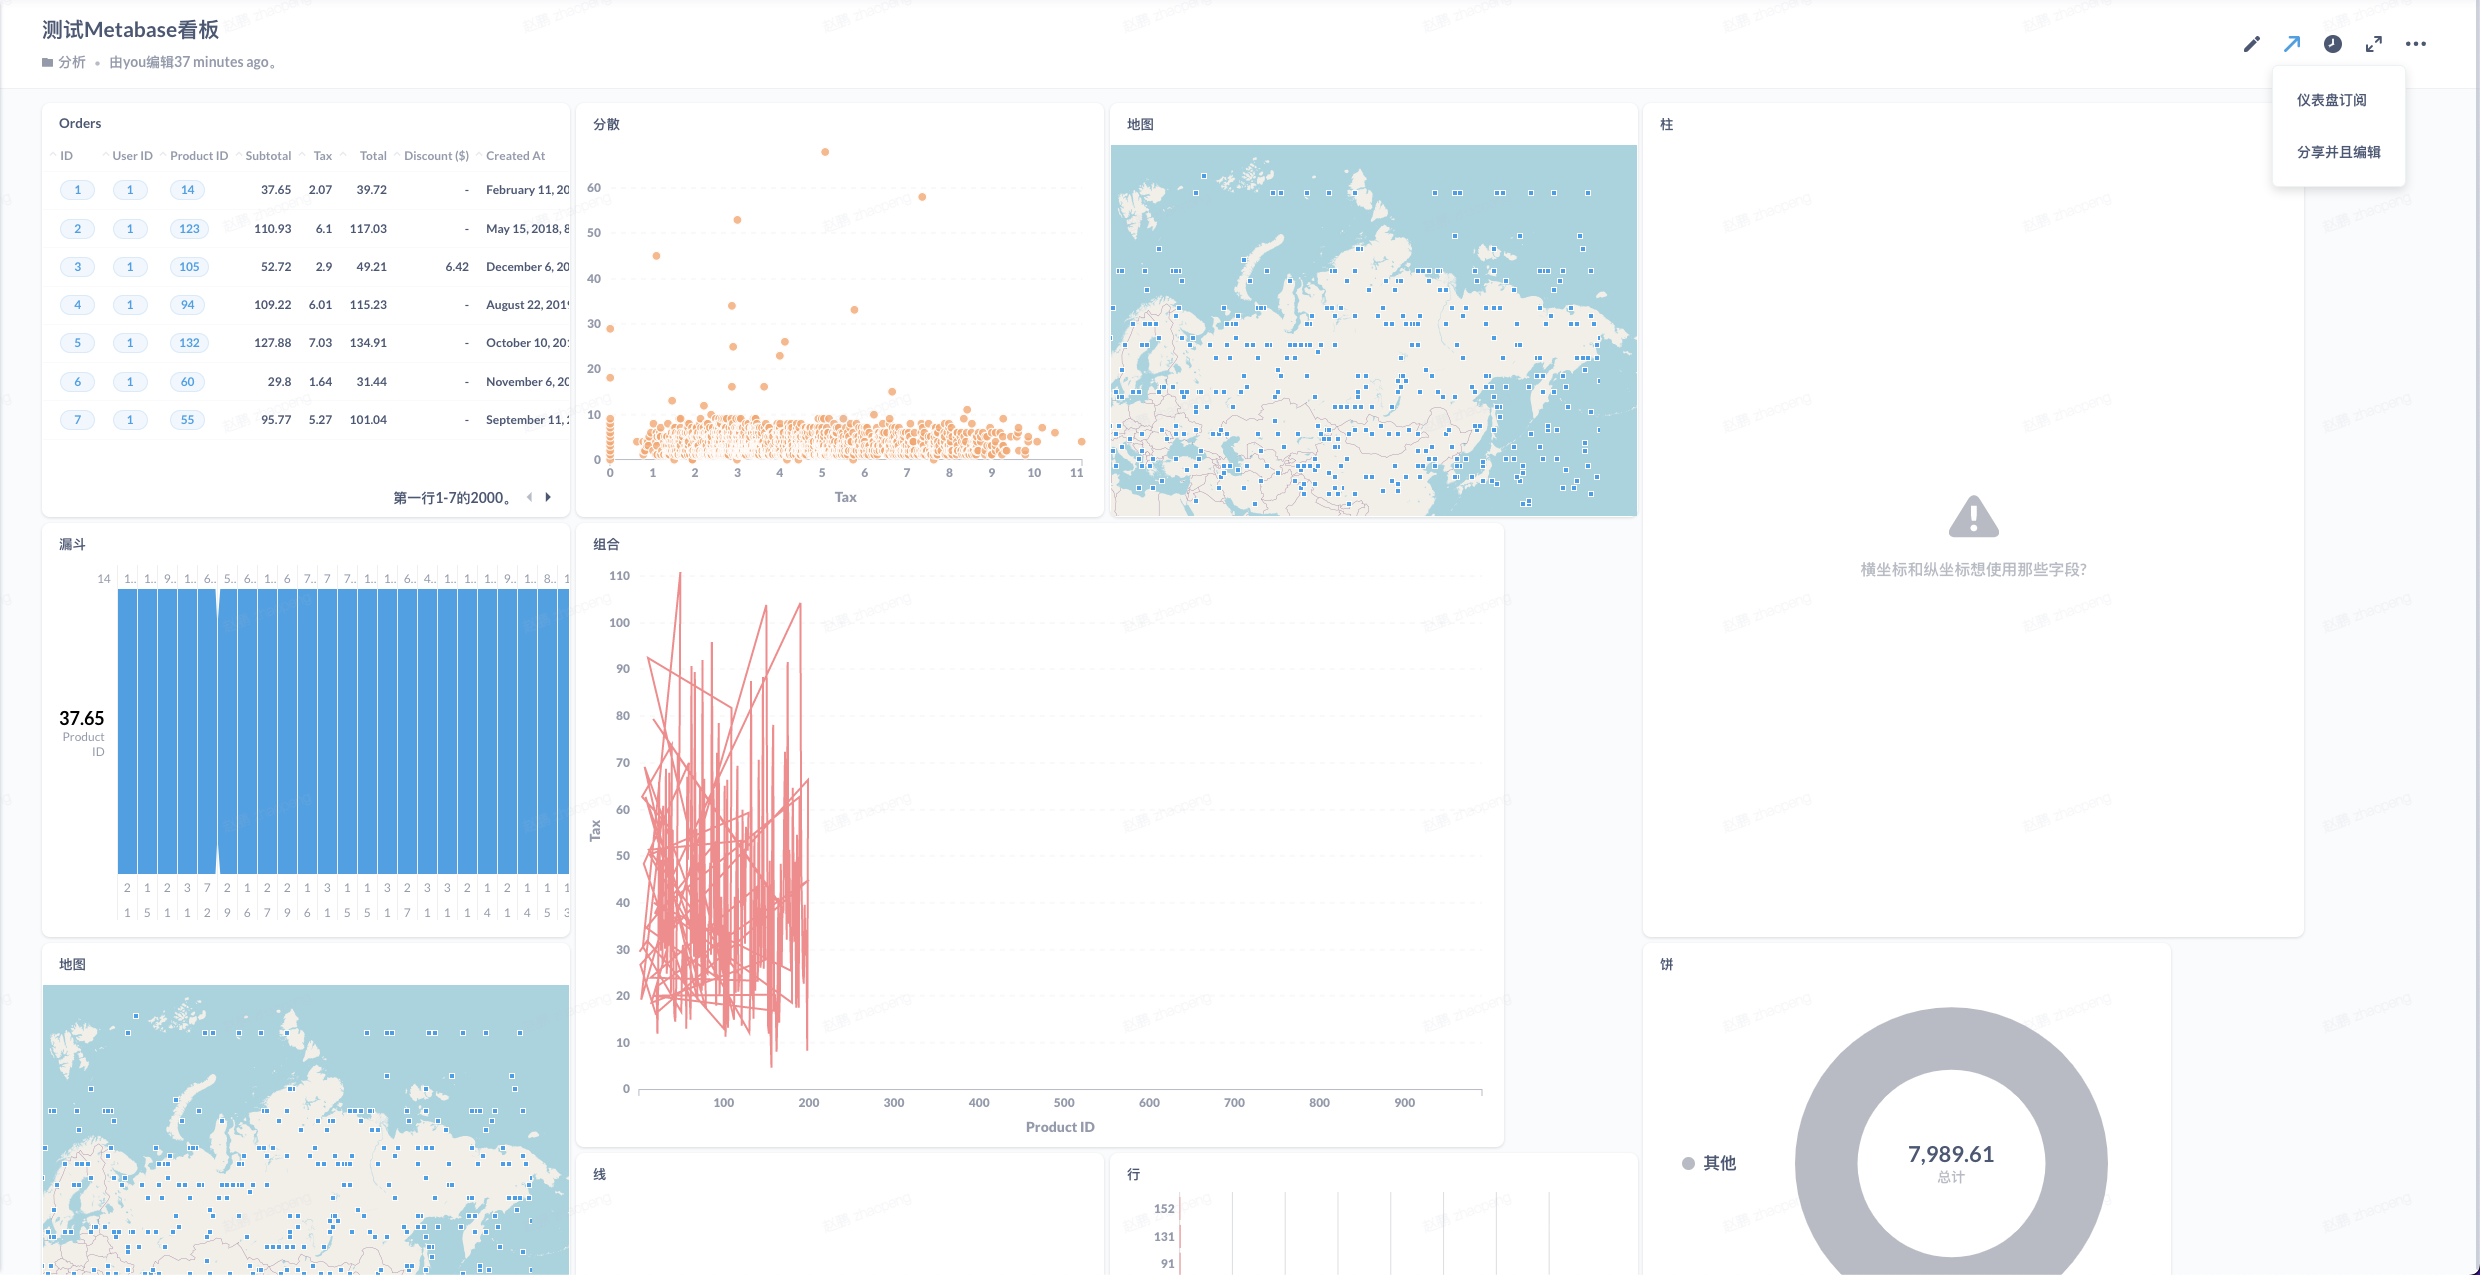 测试Metabase看板
分析 • 由you编辑37 minutes ago。
仪表盘订阅
分享并且编辑
Orders
ID User ID Product ID Subtotal Tax Total Discount ($) Created At
1 1 14 37.65 2.07 39.72 - February 11, 20
2 1 123 110.93 6.1 117.03 - May 15, 2018, 8
3 1 105 52.72 2.9 49.21 6.42 December 6, 20
4 1 94 109.22 6.01 115.23 - August 22, 201
5 1 132 127.88 7.03 134.91 - October 10, 20
6 1 60 29.8 1.64 31.44 - November 6, 20
7 1 55 95.77 5.27 101.04 - September 11,
第一行1-7的2000。
分散
60
50
40
30
20
10
0
0 1 2 3 4 5 6 7 8 9 10 11
Tax
地图
柱
横坐标和纵坐标想使用那些字段?
漏斗
14 1.. 1.. 9.. 1.. 6.. 5.. 6.. 1.. 6 7.. 7 7.. 1.. 1.. 6.. 4.. 1.. 1.. 1.. 9.. 1.. 8.. 1
37.65
Product
ID
2 1 2 3 7 2 1 2 2 1 3 1 1 3 2 3 3 2 1 2 1 1 1
1 5 1 1 2 9 6 7 9 6 1 5 5 1 7 1 1 1 4 1 4 5 3
组合
110
100
90
80
70
60
50
40
30
20
10
0
Tax
100 200 300 400 500 600 700 800 900
Product ID
地图
饼
其他
7,989.61
总计
线
行
152
131
91